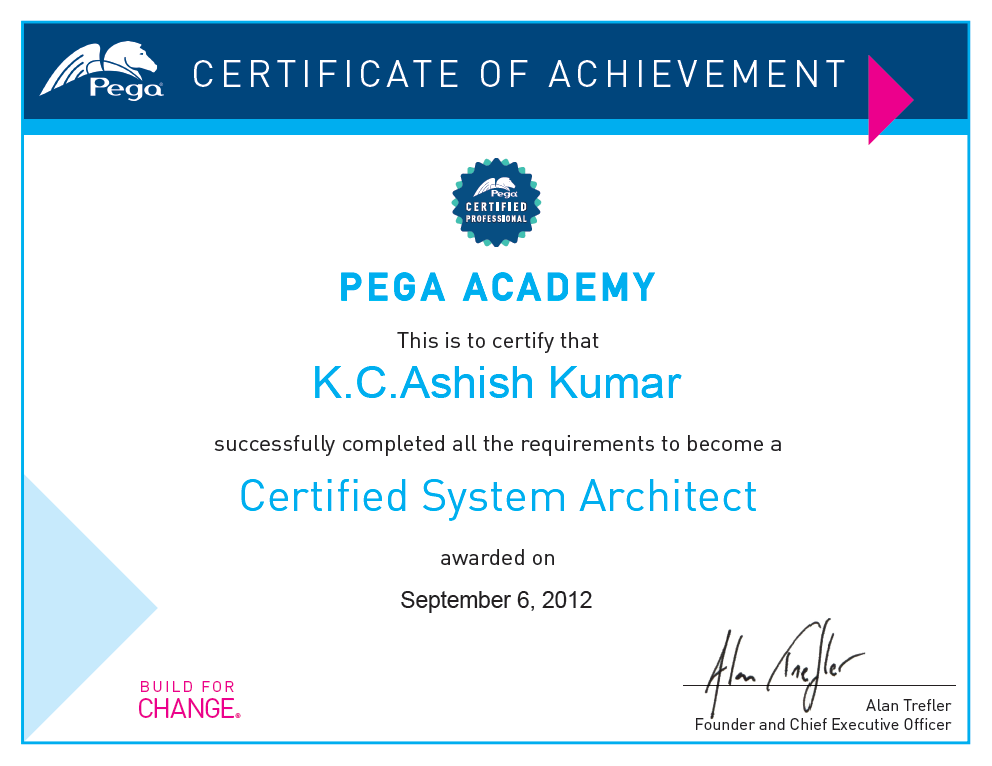 Pega
CERTIFICATE OF ACHIEVEMENT
Pega
CERTIFIED
PROFESSIONAL
PEGA ACADEMY
This is to certify that
K.C.Ashish Kumar
successfully completed all the requirements to become a
Certified System Architect
awarded on
September 6, 2012
Alan Trefler
BUILD FOR
CHANGE®
Alan Trefler
Founder and Chief Executive Officer